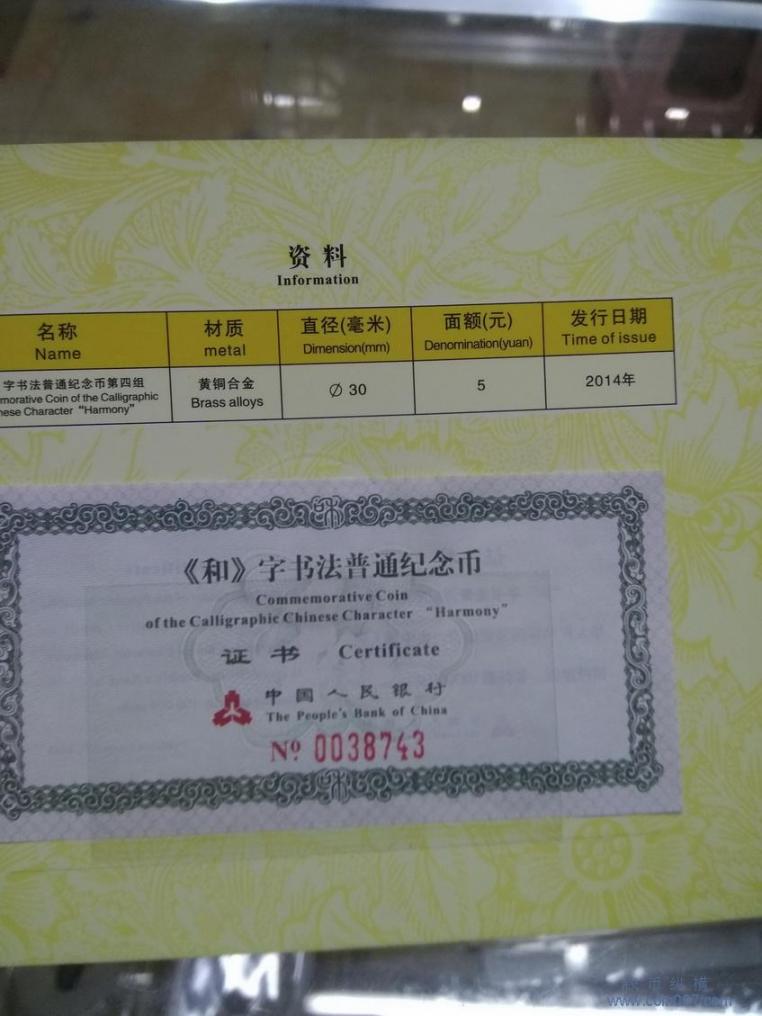 资料
Information
名称 材质 直径(毫米) 面额(元) 发行日期
Name metal Dimension(mm) Denomination(yuan) Time of issue
字书法普通纪念币第四组 黄铜合金 ∅ 30 5 2014年
Coin of the Calligraphic Brass alloys
Character “Harmony”
《和》字书法普通纪念币
Commemorative Coin
of the Calligraphic Chinese Character “Harmony”
证书 Certificate
中国人民银行
The People's Bank of China
Nº 0038743